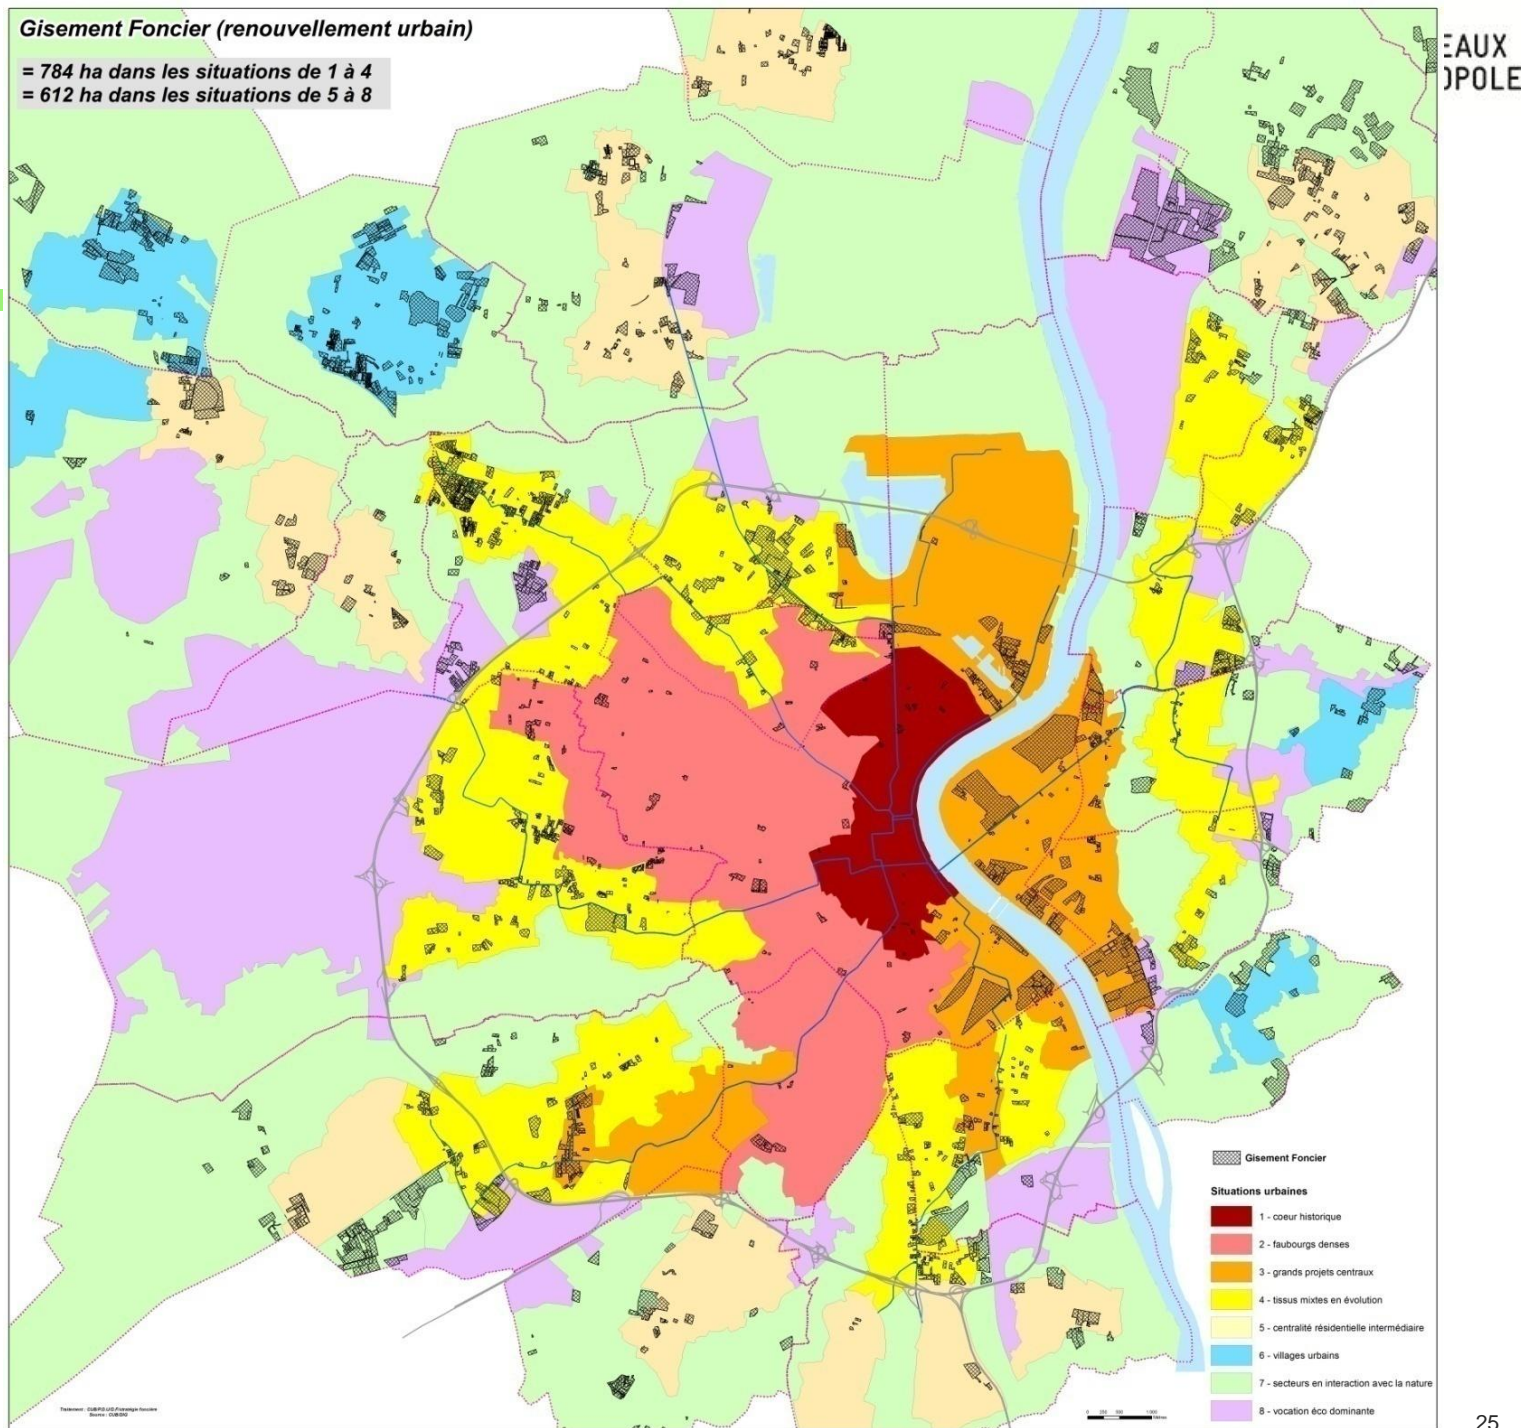 Gisement Foncier (renouvellement urbain)
= 784 ha dans les situations de 1 à 4
= 612 ha dans les situations de 5 à 8
EAUX
OPOLE
Gisement Foncier
Situations urbaines
1 - coeur historique
2 - faubourgs denses
3 - grands projets centraux
4 - tissus mixtes en évolution
5 - centralité résidentielle intermédiaire
6 - villages urbains
7 - secteurs en interaction avec la nature
8 - vocation éco dominante
25